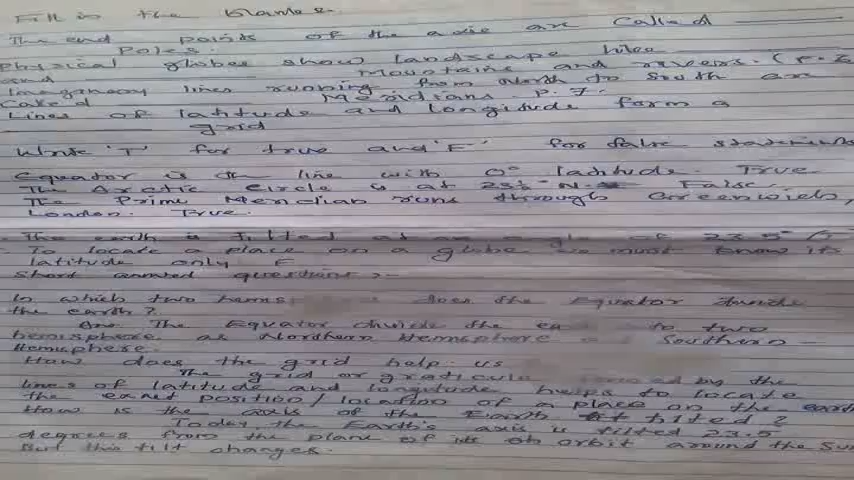 Fill in the blanks.
The end points of the axis are called
Poles.
Physical globes show landscape like
and mountains and rivers. (P. 2
Imaginary lines running from North to South are
called Meridians P. 7.
Lines of latitude and longitude form a
grid
Write 'T' for true and 'F' for false statements
Equator is the line with 0° latitude. True
The Arctic circle is at 23½° N. False.
The Prime Meridian runs through Greenwich,
London. True.
The earth is tilted at an angle of 23.5°
To locate a place on a globe we must know its
latitude only F
Short answer questions :-
In which two does the Equator divide
the earth?
Ans. The Equator divide the to two
hemisphere as Northern Hemisphere Southern
Hemisphere.
How does the grid help us
The grid or graticule by the
lines of latitude and longitude helps to locate
the exact position/location of a place on the earth
How is the axis of the Earth tilted?
Today, the Earth's axis is tilted 23.5
degrees from the plane of its orbit around the sun
But this tilt changes.